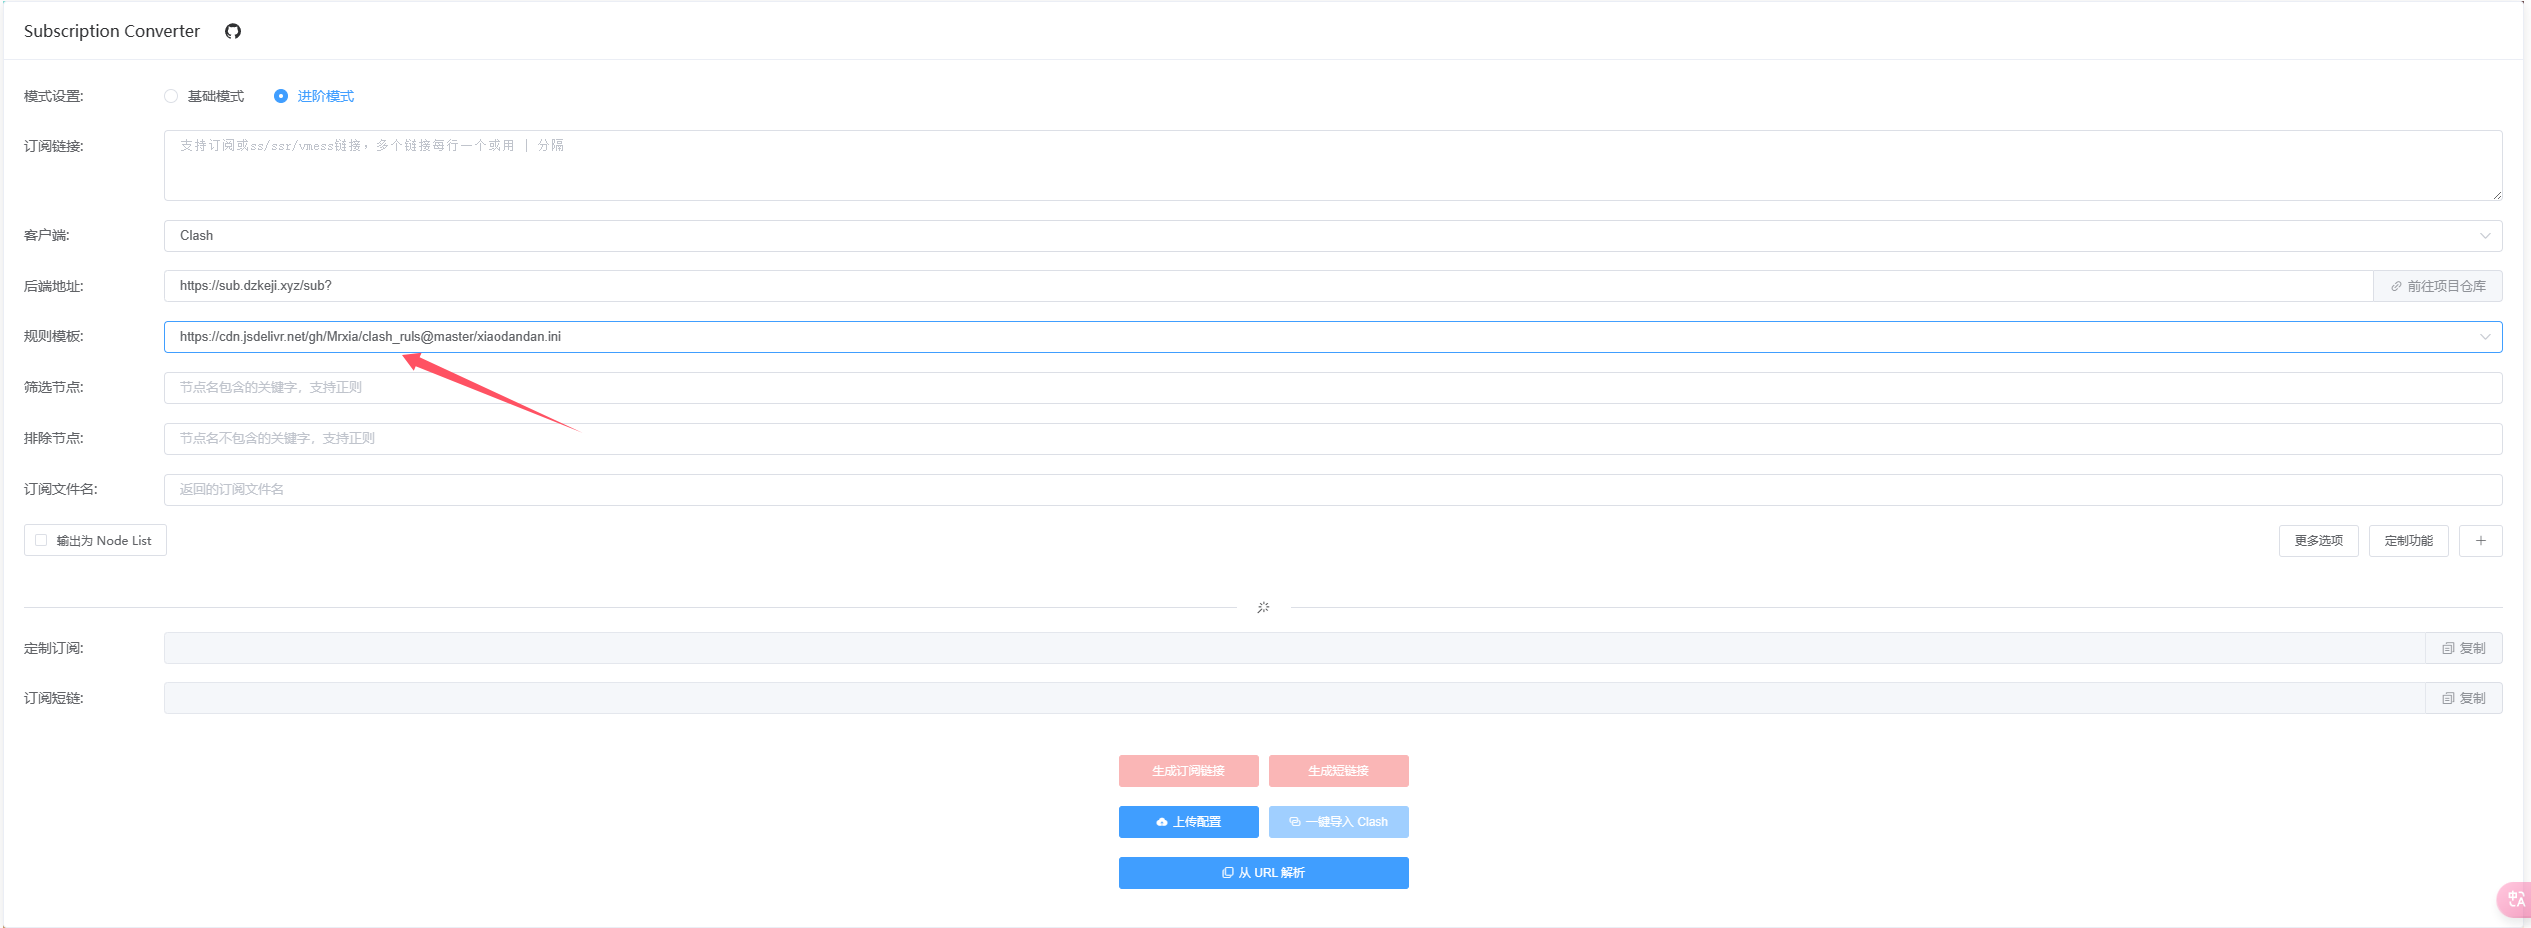 Subscription Converter
模式设置:
基础模式
进阶模式
订阅链接:
支持订阅或ss/ssr/vmess链接，多个链接每行一个或用 | 分隔
客户端:
Clash
后端地址:
https://sub.dzkeji.xyz/sub?
前往项目仓库
规则模板:
https://cdn.jsdelivr.net/gh/Mrxia/clash_ruls@master/xiaodandan.ini
筛选节点:
节点名包含的关键字，支持正则
排除节点:
节点名不包含的关键字，支持正则
订阅文件名:
返回的订阅文件名
输出为 Node List
更多选项
定制功能
定制订阅:
复制
订阅短链:
复制
生成订阅链接
生成短链接
上传配置
一键导入 Clash
从 URL 解析